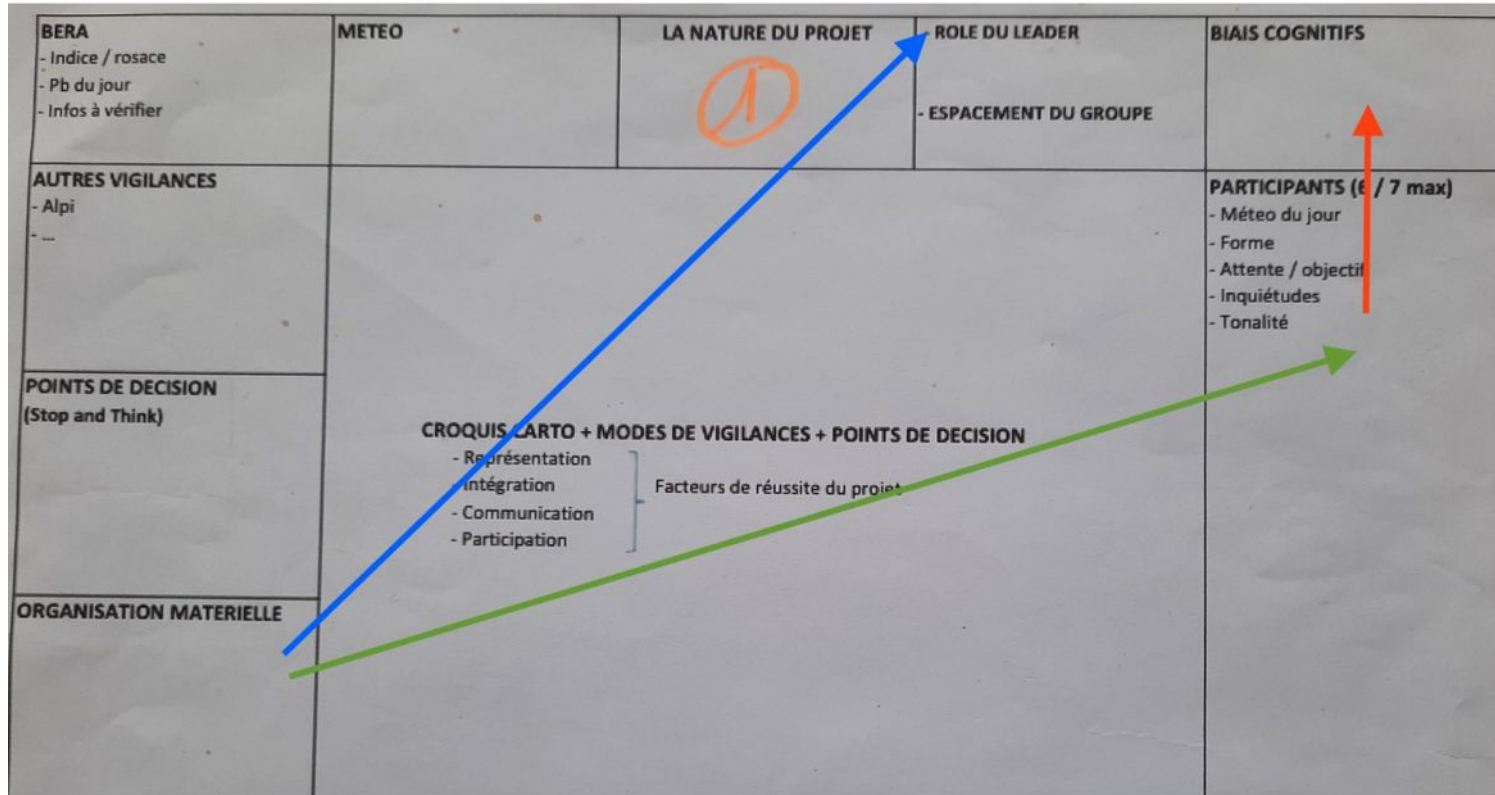 BERA
- Indice / rosace
- Pb du jour
- Infos à vérifier
METEO
LA NATURE DU PROJET
1
- ROLE DU LEADER
- ESPACEMENT DU GROUPE
BIAIS COGNITIFS
AUTRES VIGILANCES
- Alpi
- ...
POINTS DE DECISION
(Stop and Think)
ORGANISATION MATERIELLE
CROQUIS CARTO + MODES DE VIGILANCES + POINTS DE DECISION
- Représentation
- Intégration
- Communication
- Participation
Facteurs de réussite du projet
PARTICIPANTS (6 / 7 max)
- Méteo du jour
- Forme
- Attente / objectif
- Inquiétudes
- Tonalité